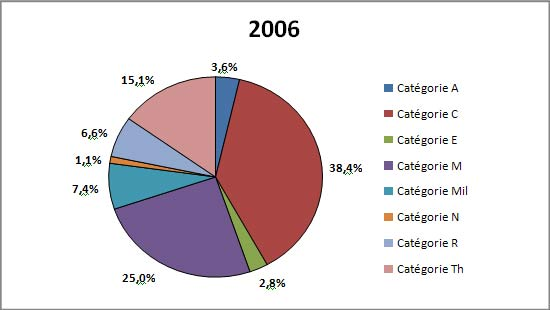 2006
3,6%
38,4%
2,8%
25,0%
7,4%
1,1%
6,6%
15,1%
Catégorie A
Catégorie C
Catégorie E
Catégorie M
Catégorie Mil
Catégorie N
Catégorie R
Catégorie Th